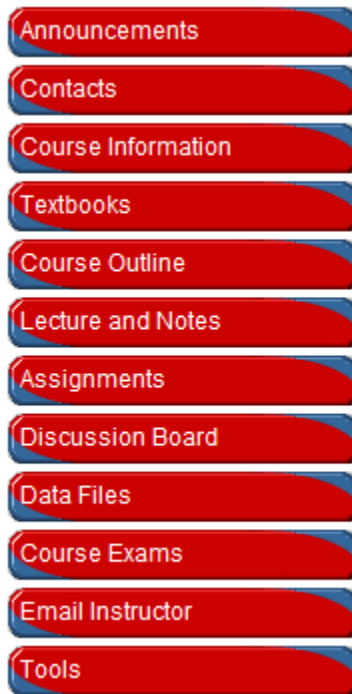 Announcements
Contacts
Course Information
Textbooks
Course Outline
Lecture and Notes
Assignments
Discussion Board
Data Files
Course Exams
Email Instructor
Tools